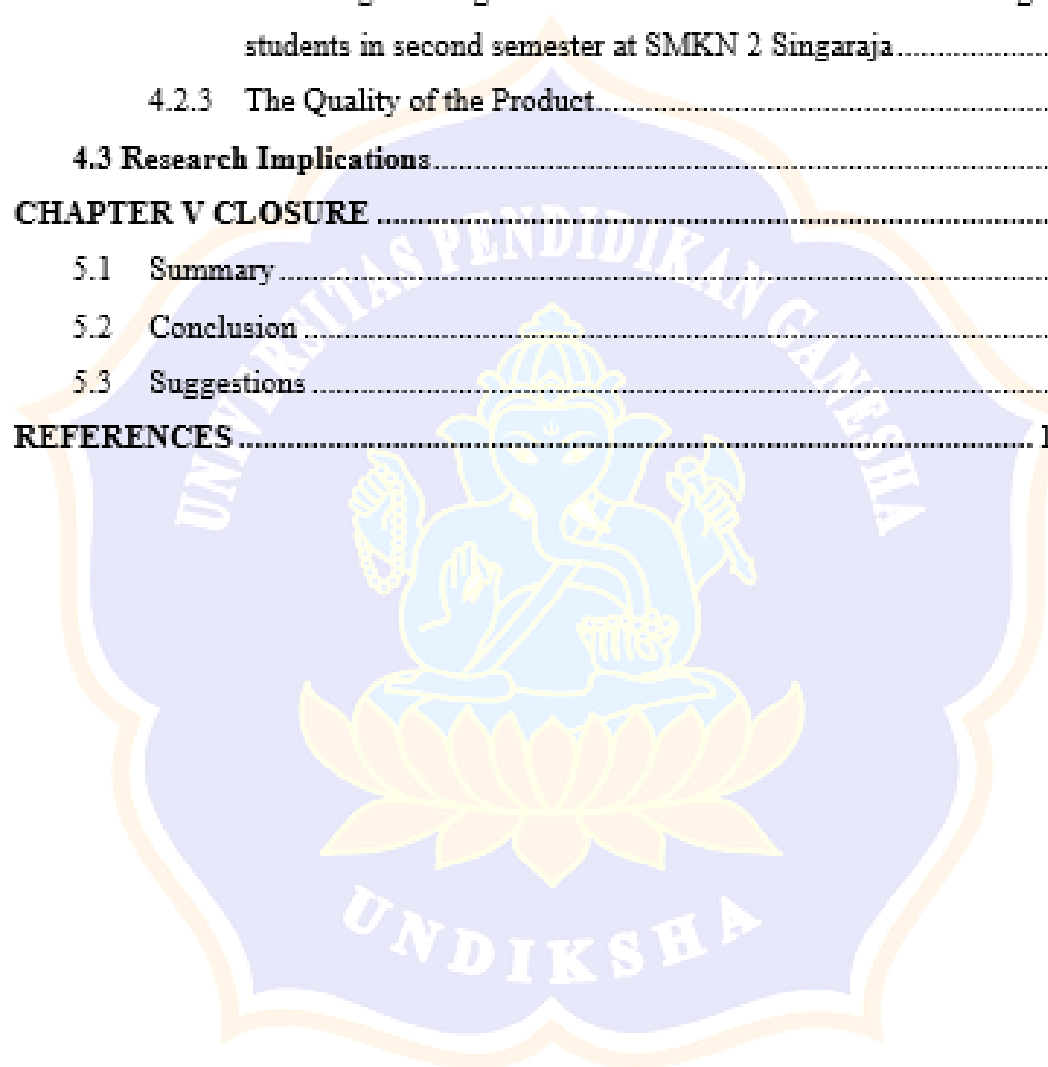 students in second semester at SMKN 2 Singaraja
4.2.3 The Quality of the Product
4.3 Research Implications
CHAPTER V CLOSURE
5.1 Summary
5.2 Conclusion
5.3 Suggestions
REFERENCES
UNIVERSITAS PENDIDIKAN GANESHA
UNDIKSHA